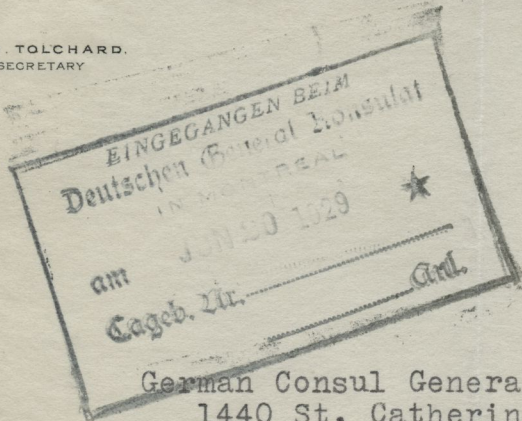 . TOLCHARD.
SECRETARY
EINGEGANGEN BEIM
Deutschen General Konsulat
IN MONTREAL
am JUN 20 1929
Tageb. Nr. Anl.
German Consul Genera
1440 St. Catherin